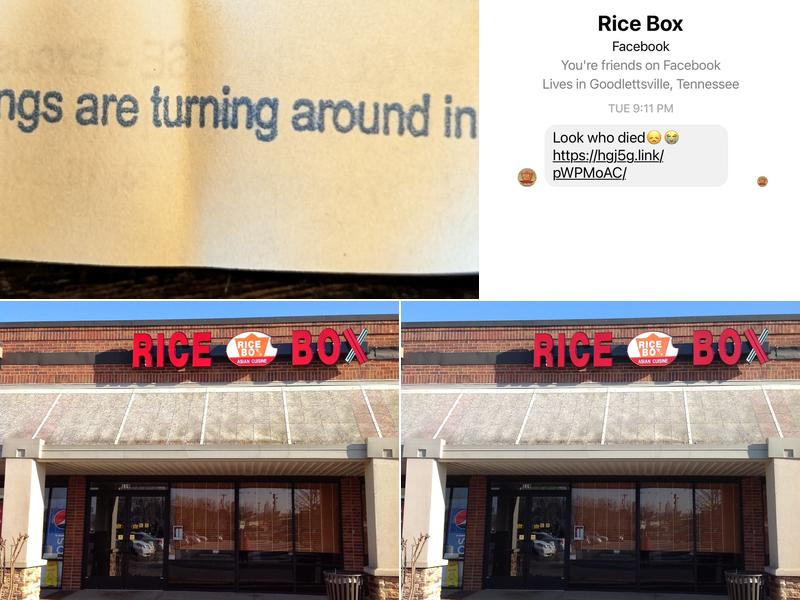 ngs are turning around in
Rice Box
Facebook
You're friends on Facebook
Lives in Goodlettsville, Tennessee
TUE 9:11 PM
Look who died😞😭
https://hgj5g.link/
pWPMoAC/
RICE RICE BOX ASIAN CUISINE BOX
RICE RICE BOX ASIAN CUISINE BOX
pepsi
pepsi